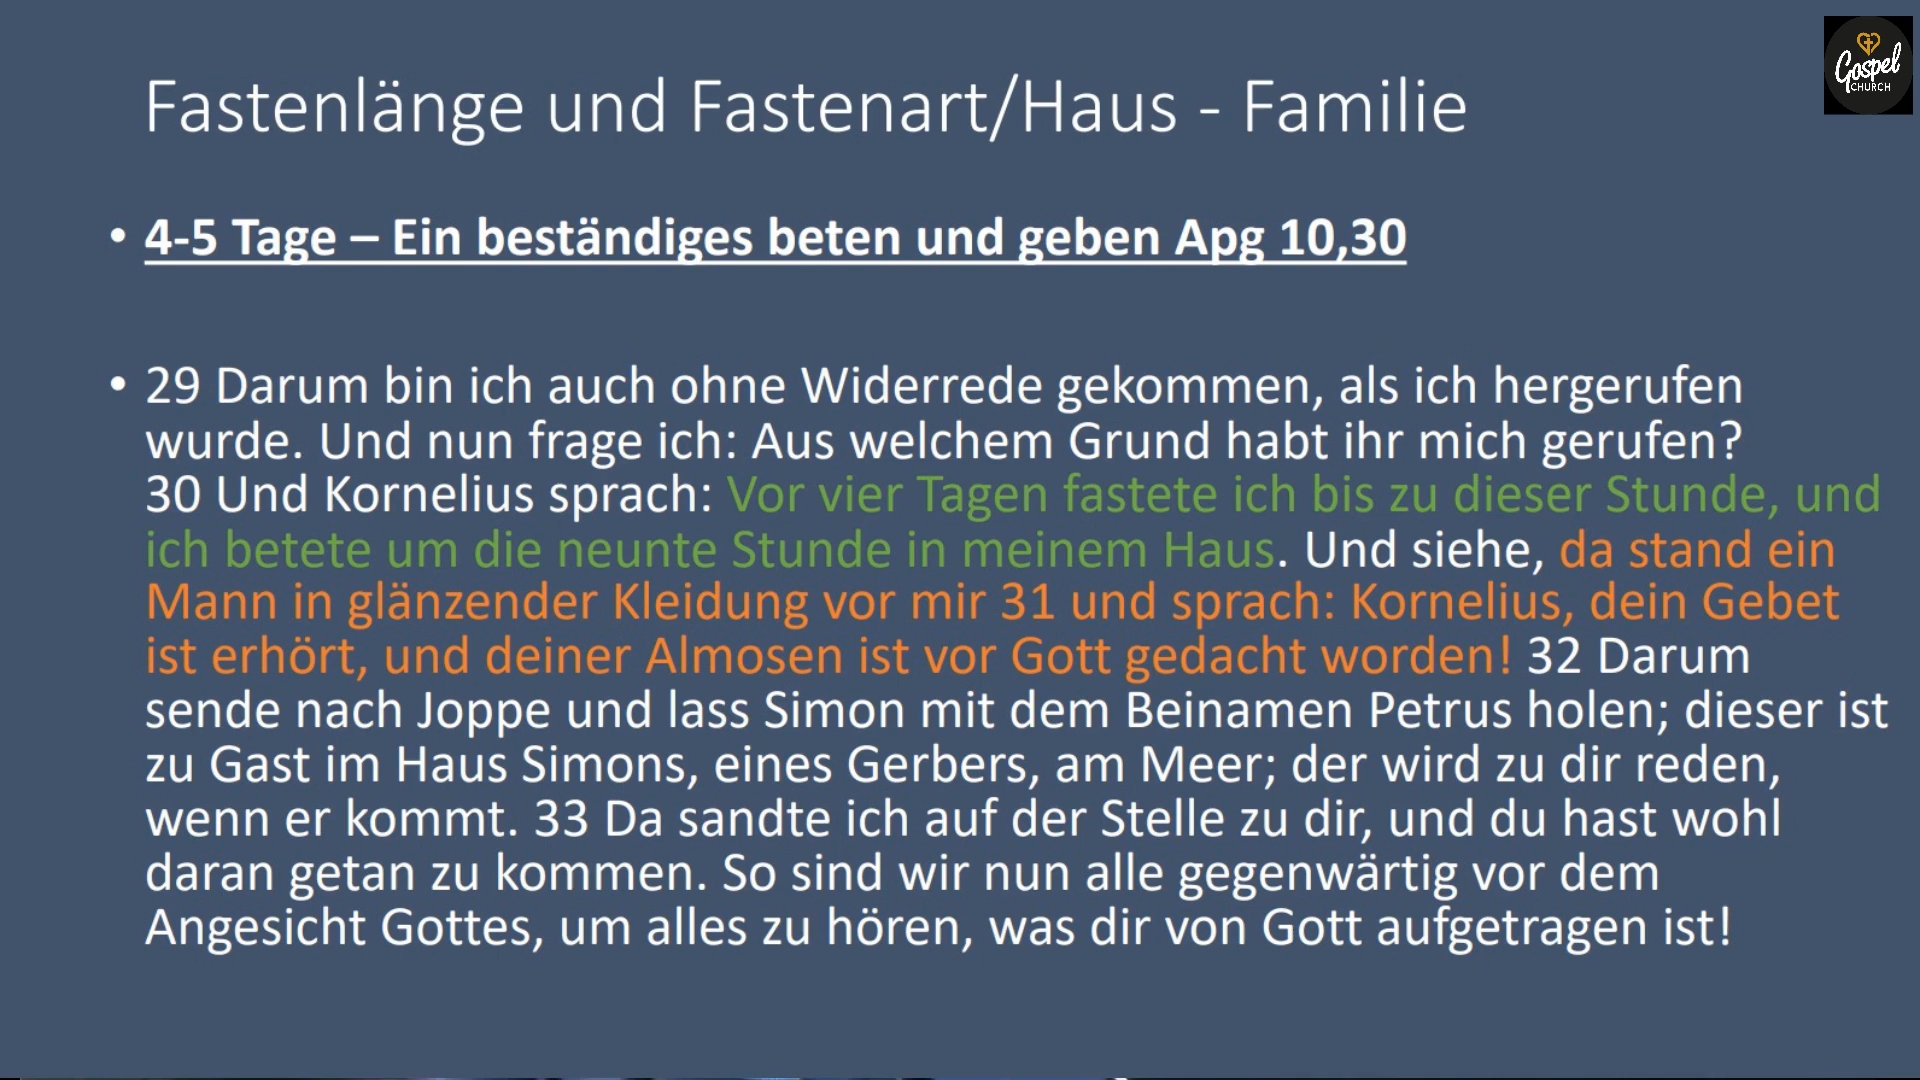 Gospel
CHURCH
Fastenlänge und Fastenart/Haus - Familie
• 4-5 Tage – Ein beständiges beten und geben Apg 10,30
• 29 Darum bin ich auch ohne Widerrede gekommen, als ich hergerufen
wurde. Und nun frage ich: Aus welchem Grund habt ihr mich gerufen?
30 Und Kornelius sprach: Vor vier Tagen fastete ich bis zu dieser Stunde, und
ich betete um die neunte Stunde in meinem Haus. Und siehe, da stand ein
Mann in glänzender Kleidung vor mir 31 und sprach: Kornelius, dein Gebet
ist erhört, und deiner Almosen ist vor Gott gedacht worden! 32 Darum
sende nach Joppe und lass Simon mit dem Beinamen Petrus holen; dieser ist
zu Gast im Haus Simons, eines Gerbers, am Meer; der wird zu dir reden,
wenn er kommt. 33 Da sandte ich auf der Stelle zu dir, und du hast wohl
daran getan zu kommen. So sind wir nun alle gegenwärtig vor dem
Angesicht Gottes, um alles zu hören, was dir von Gott aufgetragen ist!